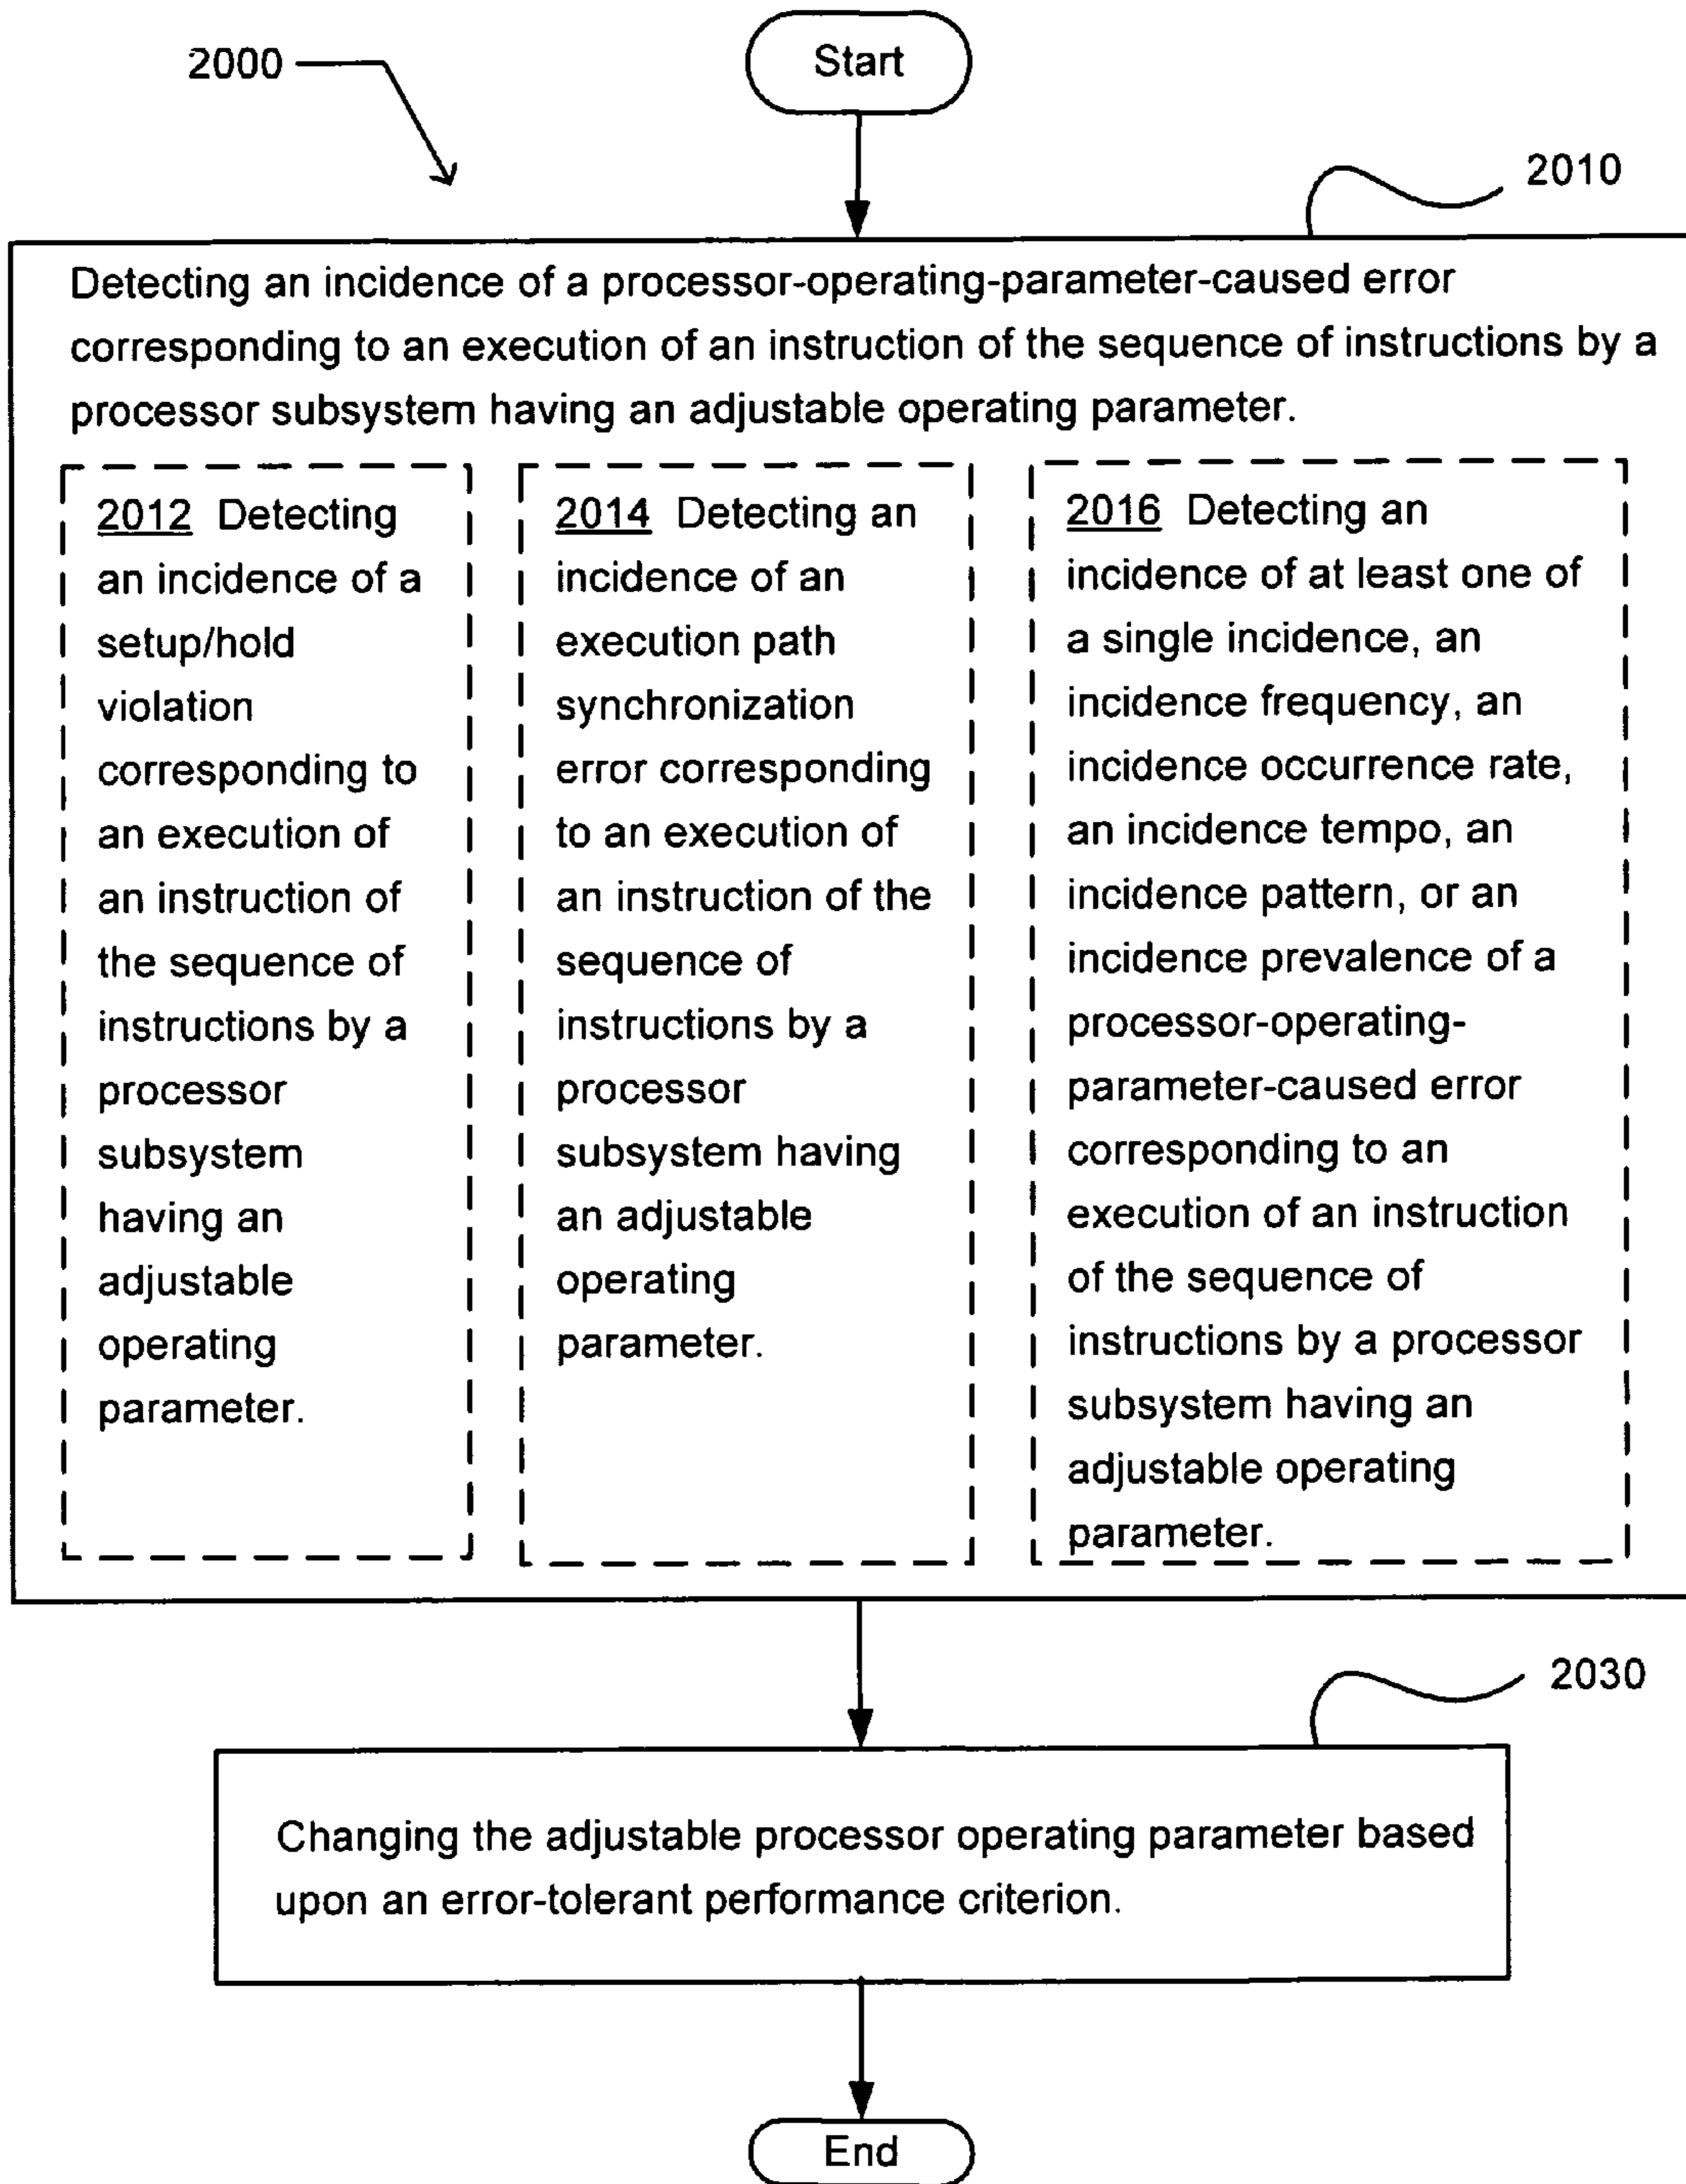 Start
2000
2010
Detecting an incidence of a processor-operating-parameter-caused error
corresponding to an execution of an instruction of the sequence of instructions by a
processor subsystem having an adjustable operating parameter.
2012 Detecting
an incidence of a
setup/hold
violation
corresponding to
an execution of
an instruction of
the sequence of
instructions by a
processor
subsystem
having an
adjustable
operating
parameter.
2014 Detecting an
incidence of an
execution path
synchronization
error corresponding
to an execution of
an instruction of the
sequence of
instructions by a
processor
subsystem having
an adjustable
operating
parameter.
2016 Detecting an
incidence of at least one of
a single incidence, an
incidence frequency, an
incidence occurrence rate,
an incidence tempo, an
incidence pattern, or an
incidence prevalence of a
processor-operating-
parameter-caused error
corresponding to an
execution of an instruction
of the sequence of
instructions by a processor
subsystem having an
adjustable operating
parameter.
2030
Changing the adjustable processor operating parameter based
upon an error-tolerant performance criterion.
End